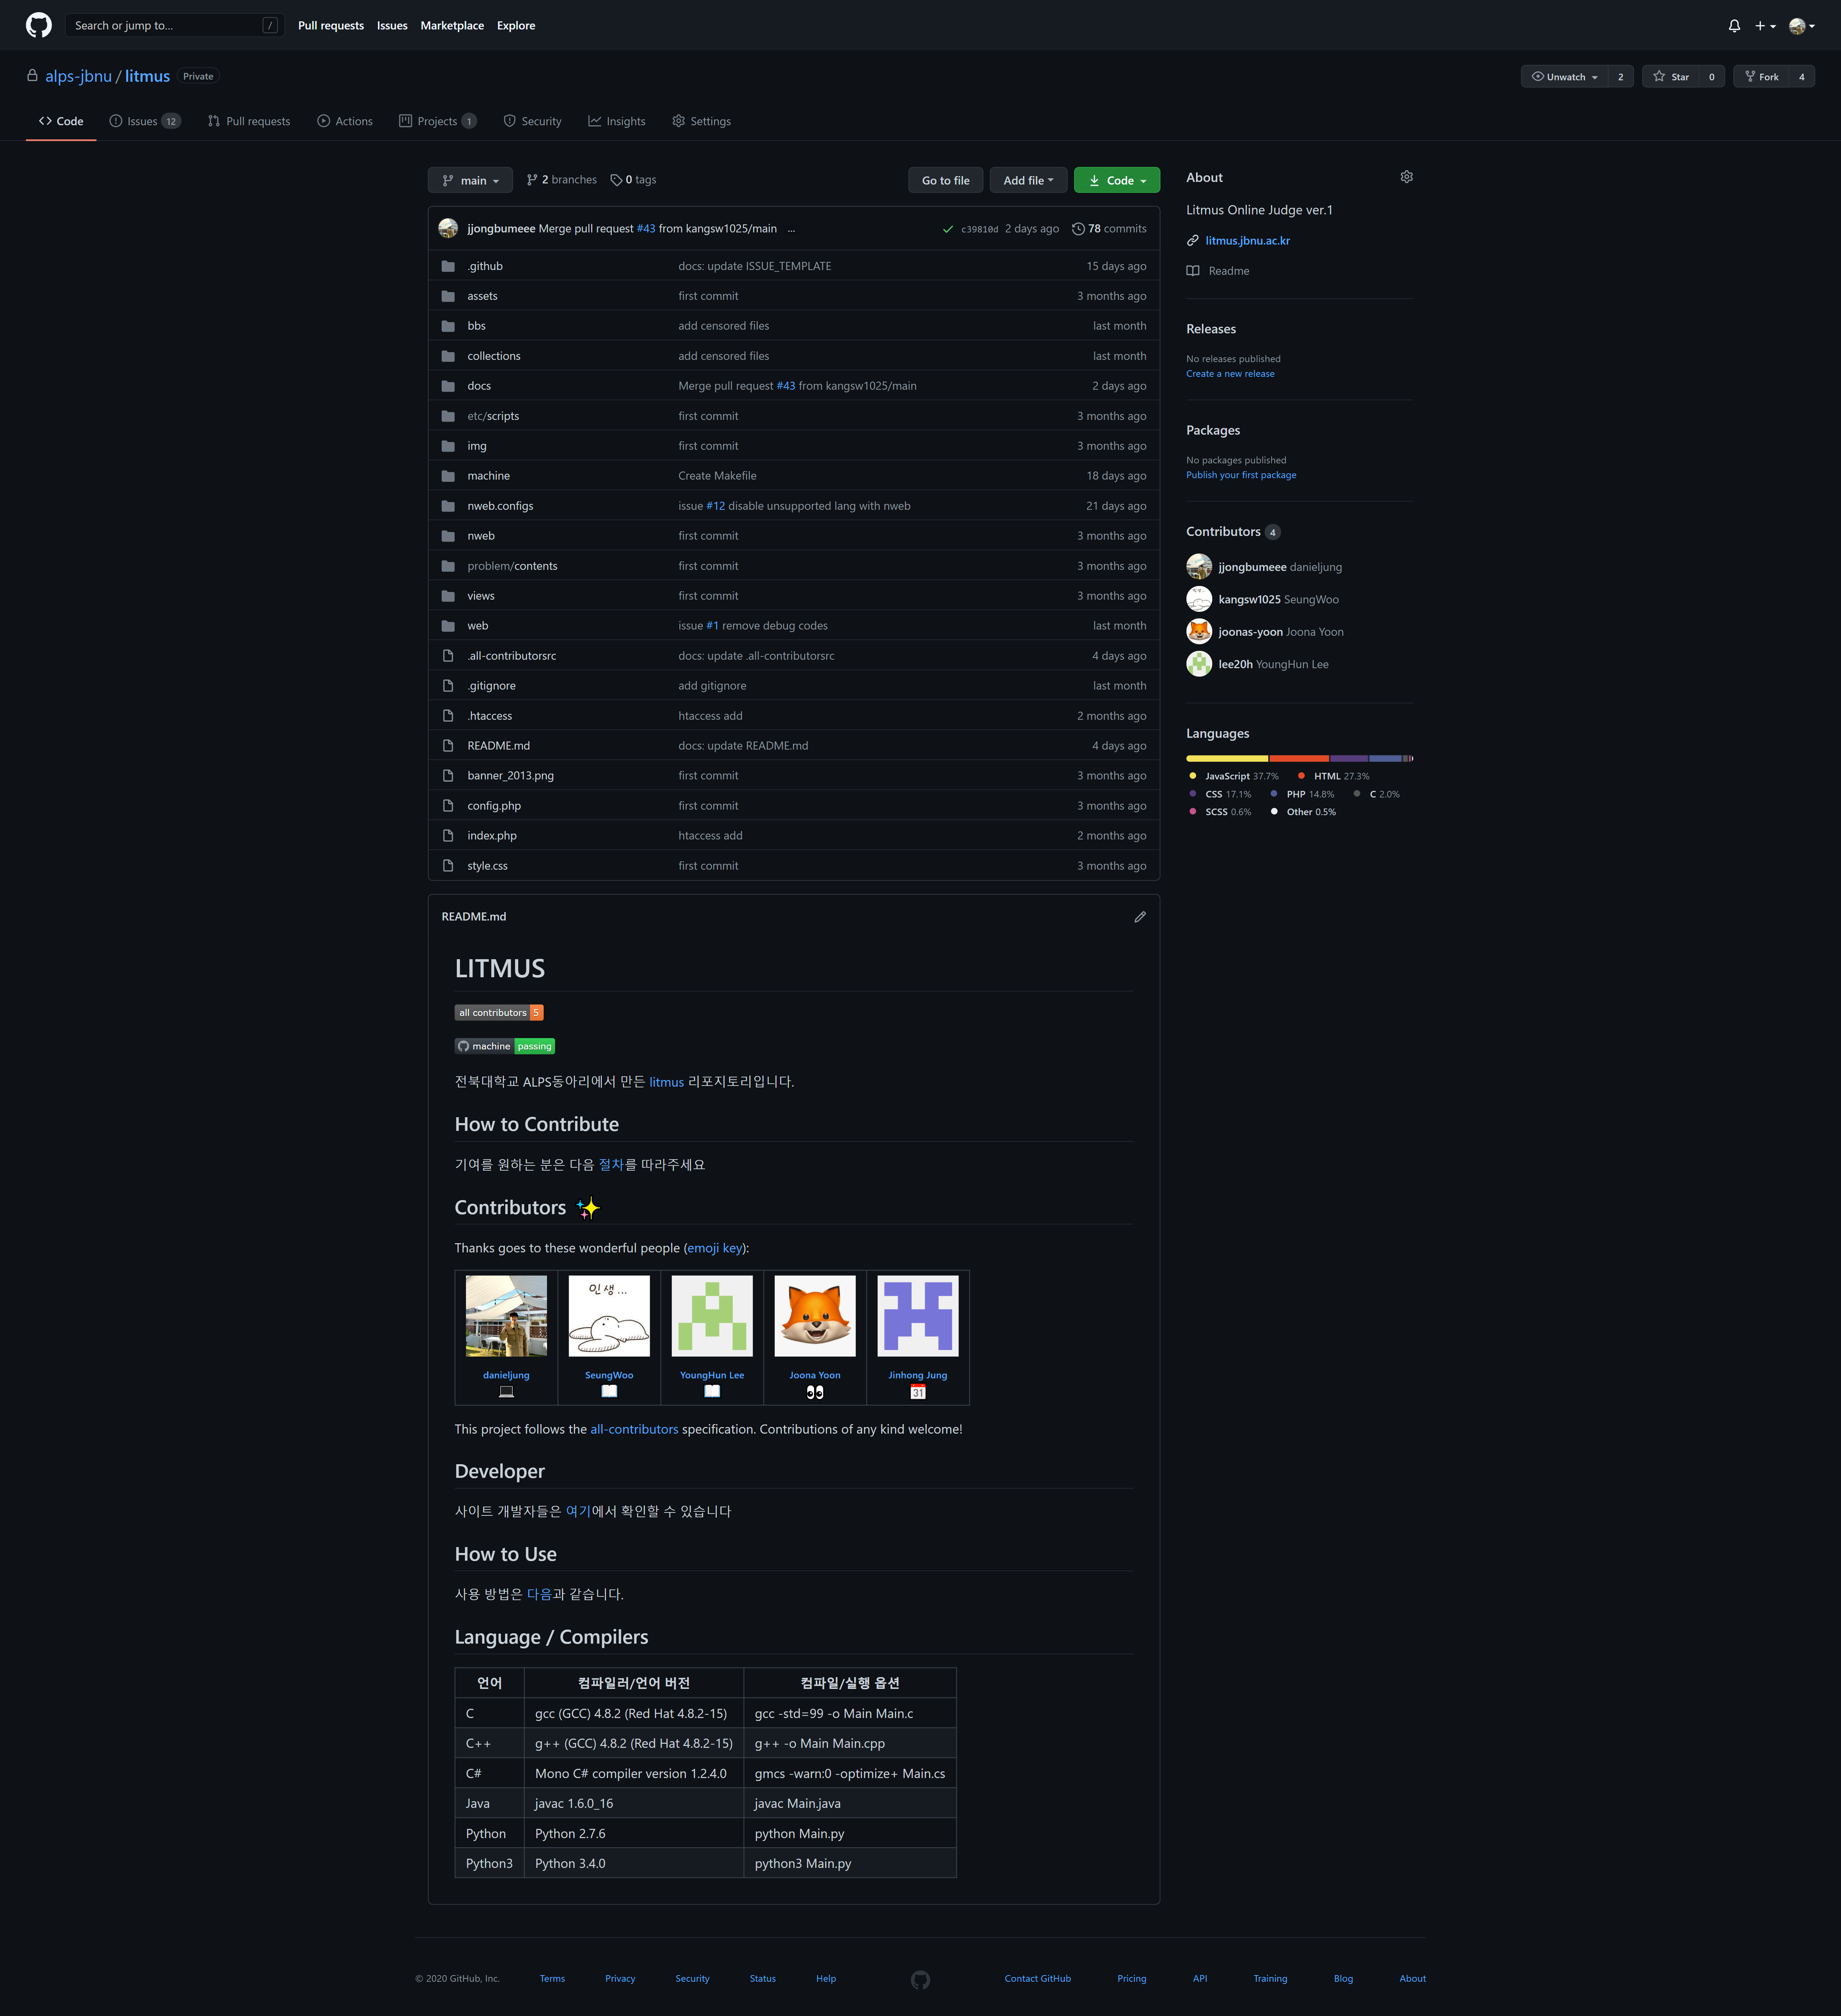 Search or jump to... /
Pull requests Issues Marketplace Explore
alps-jbnu / litmus Private
Unwatch 2 Star 0 Fork 4
Code Issues 12 Pull requests Actions Projects 1 Security Insights Settings
main 2 branches 0 tags Go to file Add file Code
jjongbumeee Merge pull request #43 from kangsw1025/main ... c39810d 2 days ago 78 commits
.github docs: update ISSUE_TEMPLATE 15 days ago
assets first commit 3 months ago
bbs add censored files last month
collections add censored files last month
docs Merge pull request #43 from kangsw1025/main 2 days ago
etc/scripts first commit 3 months ago
img first commit 3 months ago
machine Create Makefile 18 days ago
nweb.configs issue #12 disable unsupported lang with nweb 21 days ago
nweb first commit 3 months ago
problem/contents first commit 3 months ago
views first commit 3 months ago
web issue #1 remove debug codes last month
.all-contributorsrc docs: update .all-contributorsrc 4 days ago
.gitignore add gitignore last month
.htaccess htaccess add 2 months ago
README.md docs: update README.md 4 days ago
banner_2013.png first commit 3 months ago
config.php first commit 3 months ago
index.php htaccess add 2 months ago
style.css first commit 3 months ago
About
Litmus Online Judge ver.1
litmus.jbnu.ac.kr
Readme
Releases
No releases published
Create a new release
Packages
No packages published
Publish your first package
Contributors 4
jjongbumeee danieljung
kangsw1025 SeungWoo
joonas-yoon Joona Yoon
lee20h YoungHun Lee
Languages
JavaScript 37.7% HTML 27.3%
CSS 17.1% PHP 14.8% C 2.0%
SCSS 0.6% Other 0.5%
README.md
LITMUS
all contributors 5
machine passing
전북대학교 ALPS동아리에서 만든 litmus 리포지토리입니다.
How to Contribute
기여를 원하는 분은 다음 절차를 따라주세요
Contributors ✨
Thanks goes to these wonderful people (emoji key):
인생...
danieljung SeungWoo YoungHun Lee Joona Yoon Jinhong Jung
31
This project follows the all-contributors specification. Contributions of any kind welcome!
Developer
사이트 개발자들은 여기에서 확인할 수 있습니다
How to Use
사용 방법은 다음과 같습니다.
Language / Compilers
언어 컴파일러/언어 버전 컴파일/실행 옵션
C gcc (GCC) 4.8.2 (Red Hat 4.8.2-15) gcc -std=99 -o Main Main.c
C++ g++ (GCC) 4.8.2 (Red Hat 4.8.2-15) g++ -o Main Main.cpp
C# Mono C# compiler version 1.2.4.0 gmcs -warn:0 -optimize+ Main.cs
Java javac 1.6.0_16 javac Main.java
Python Python 2.7.6 python Main.py
Python3 Python 3.4.0 python3 Main.py
© 2020 GitHub, Inc. Terms Privacy Security Status Help Contact GitHub Pricing API Training Blog About